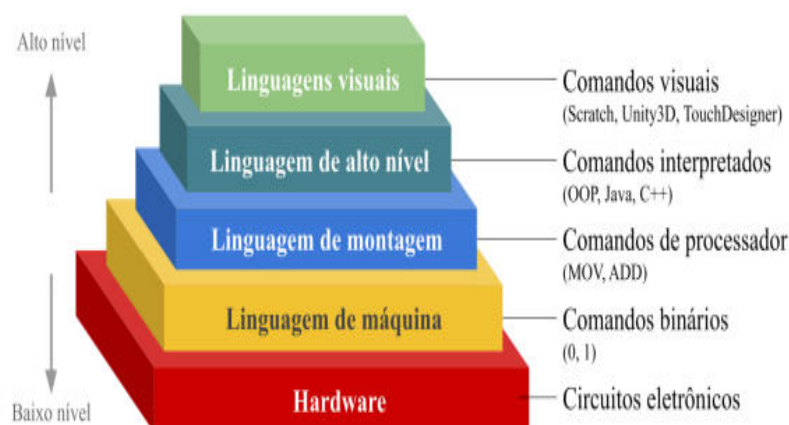 Alto nível
Linguagens visuais
Comandos visuais
(Scratch, Unity3D, TouchDesigner)
Linguagem de alto nível
Comandos interpretados
(OOP, Java, C++)
Linguagem de montagem
Comandos de processador
(MOV, ADD)
Linguagem de máquina
Comandos binários
(0, 1)
Hardware
Circuitos eletrônicos
Baixo nível